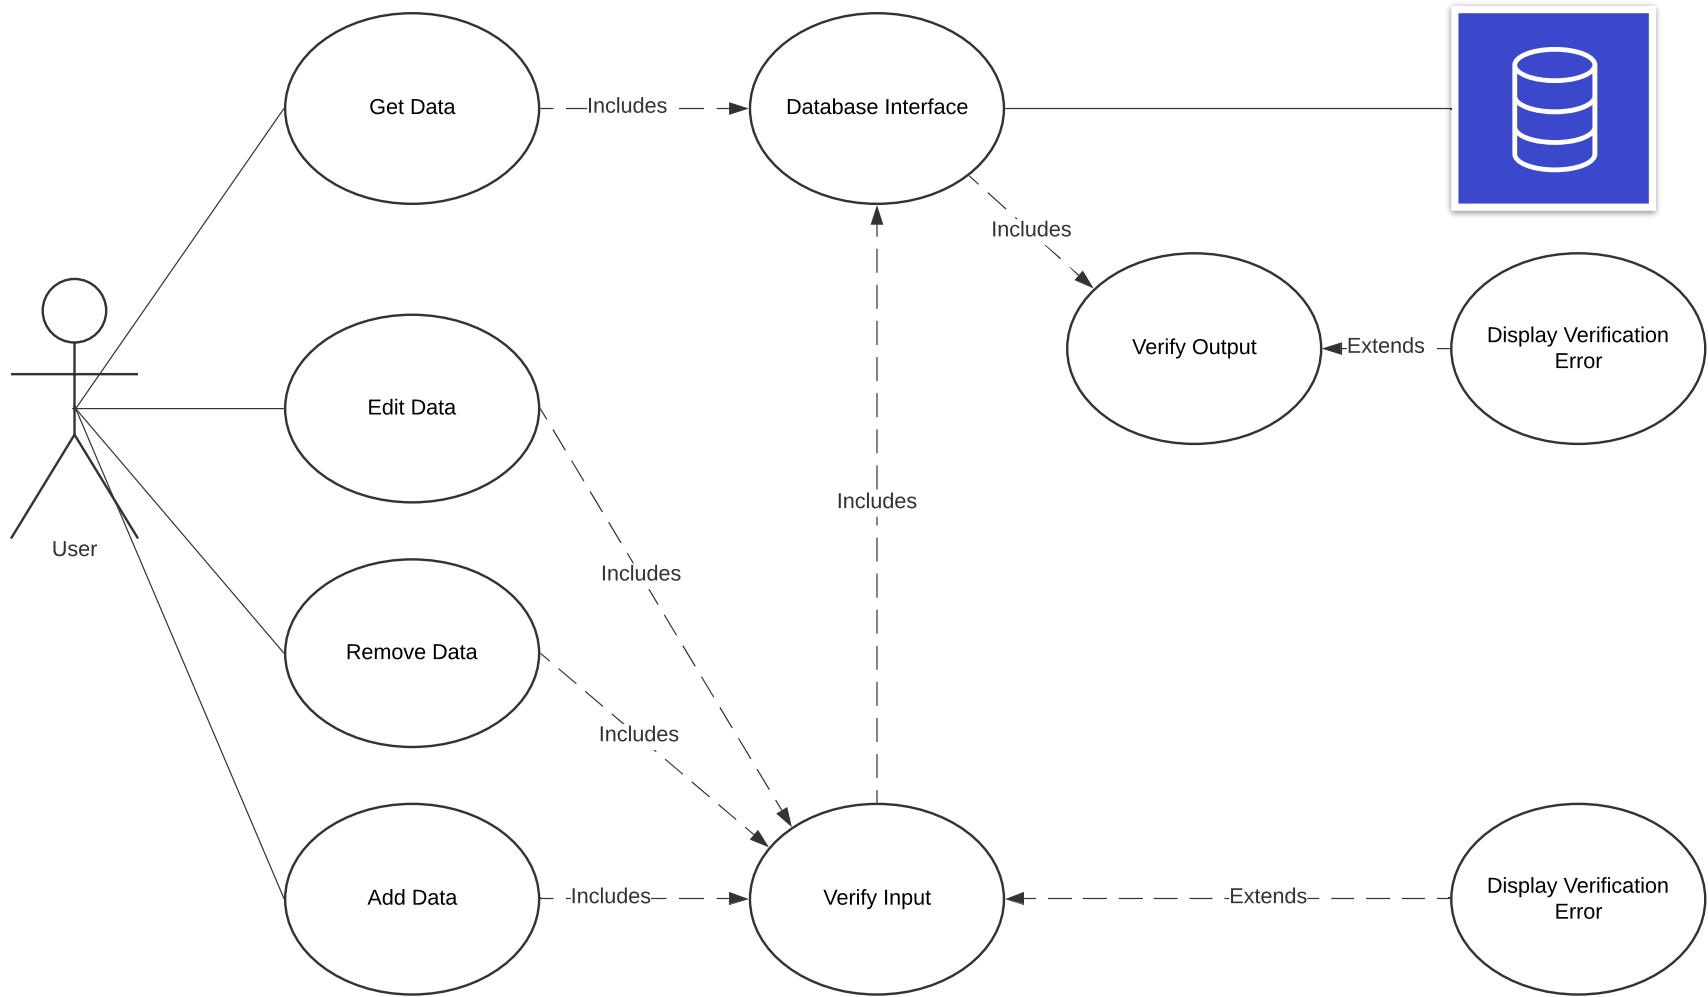 Get Data
Includes
Database Interface
Includes
Verify Output
Extends
Display Verification
Error
User
Edit Data
Includes
Includes
Remove Data
Includes
Add Data
Includes
Verify Input
Extends
Display Verification
Error